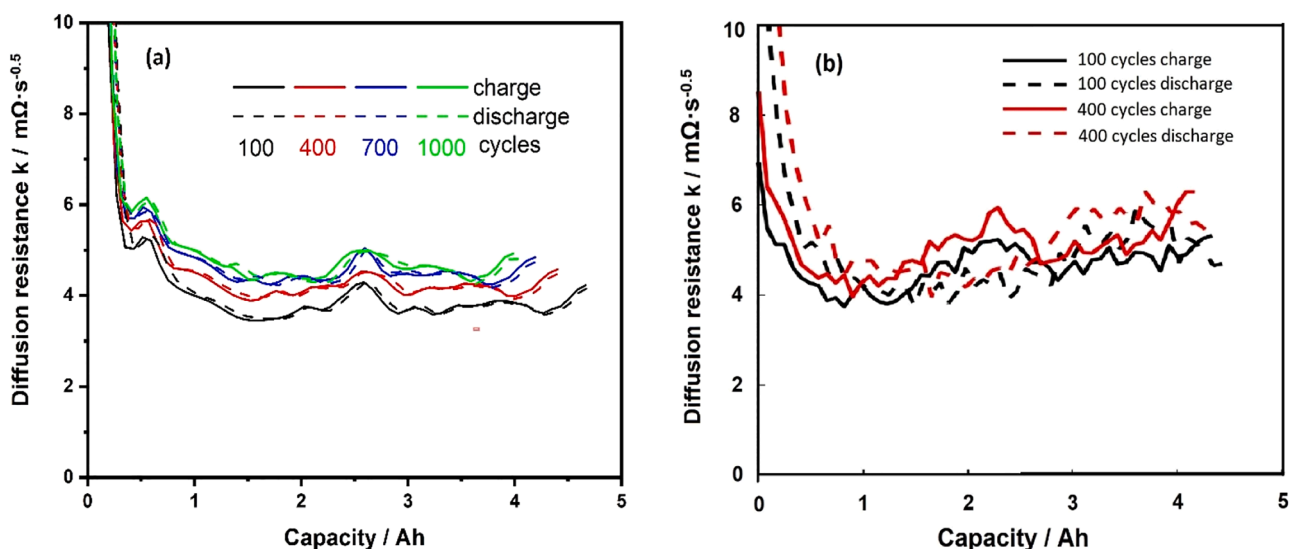 (a)
charge
discharge
100 400 700 1000 cycles
10
8
6
4
2
0
0 1 2 3 4 5
Diffusion resistance k / mΩ·s⁻⁰·⁵
Capacity / Ah
(b)
100 cycles charge
100 cycles discharge
400 cycles charge
400 cycles discharge
10
8
6
4
2
0
0 1 2 3 4 5
Diffusion resistance k / mΩ·s⁻⁰·⁵
Capacity / Ah